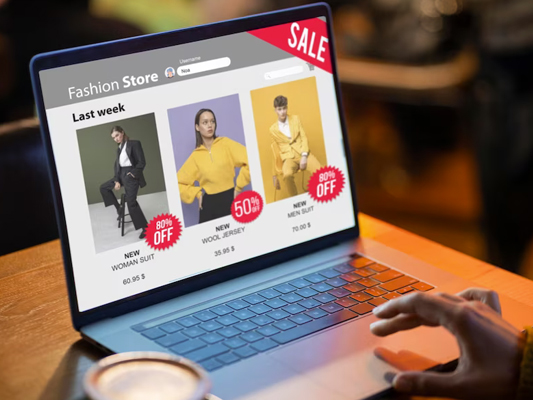 SALE
Fashion Store
Username
Noa
Last week
80%
OFF
NEW
WOMAN SUIT
60.95 $
50%
OFF
NEW
WOOL JERSEY
35.95 $
80%
OFF
NEW
MEN SUIT
70.00 $